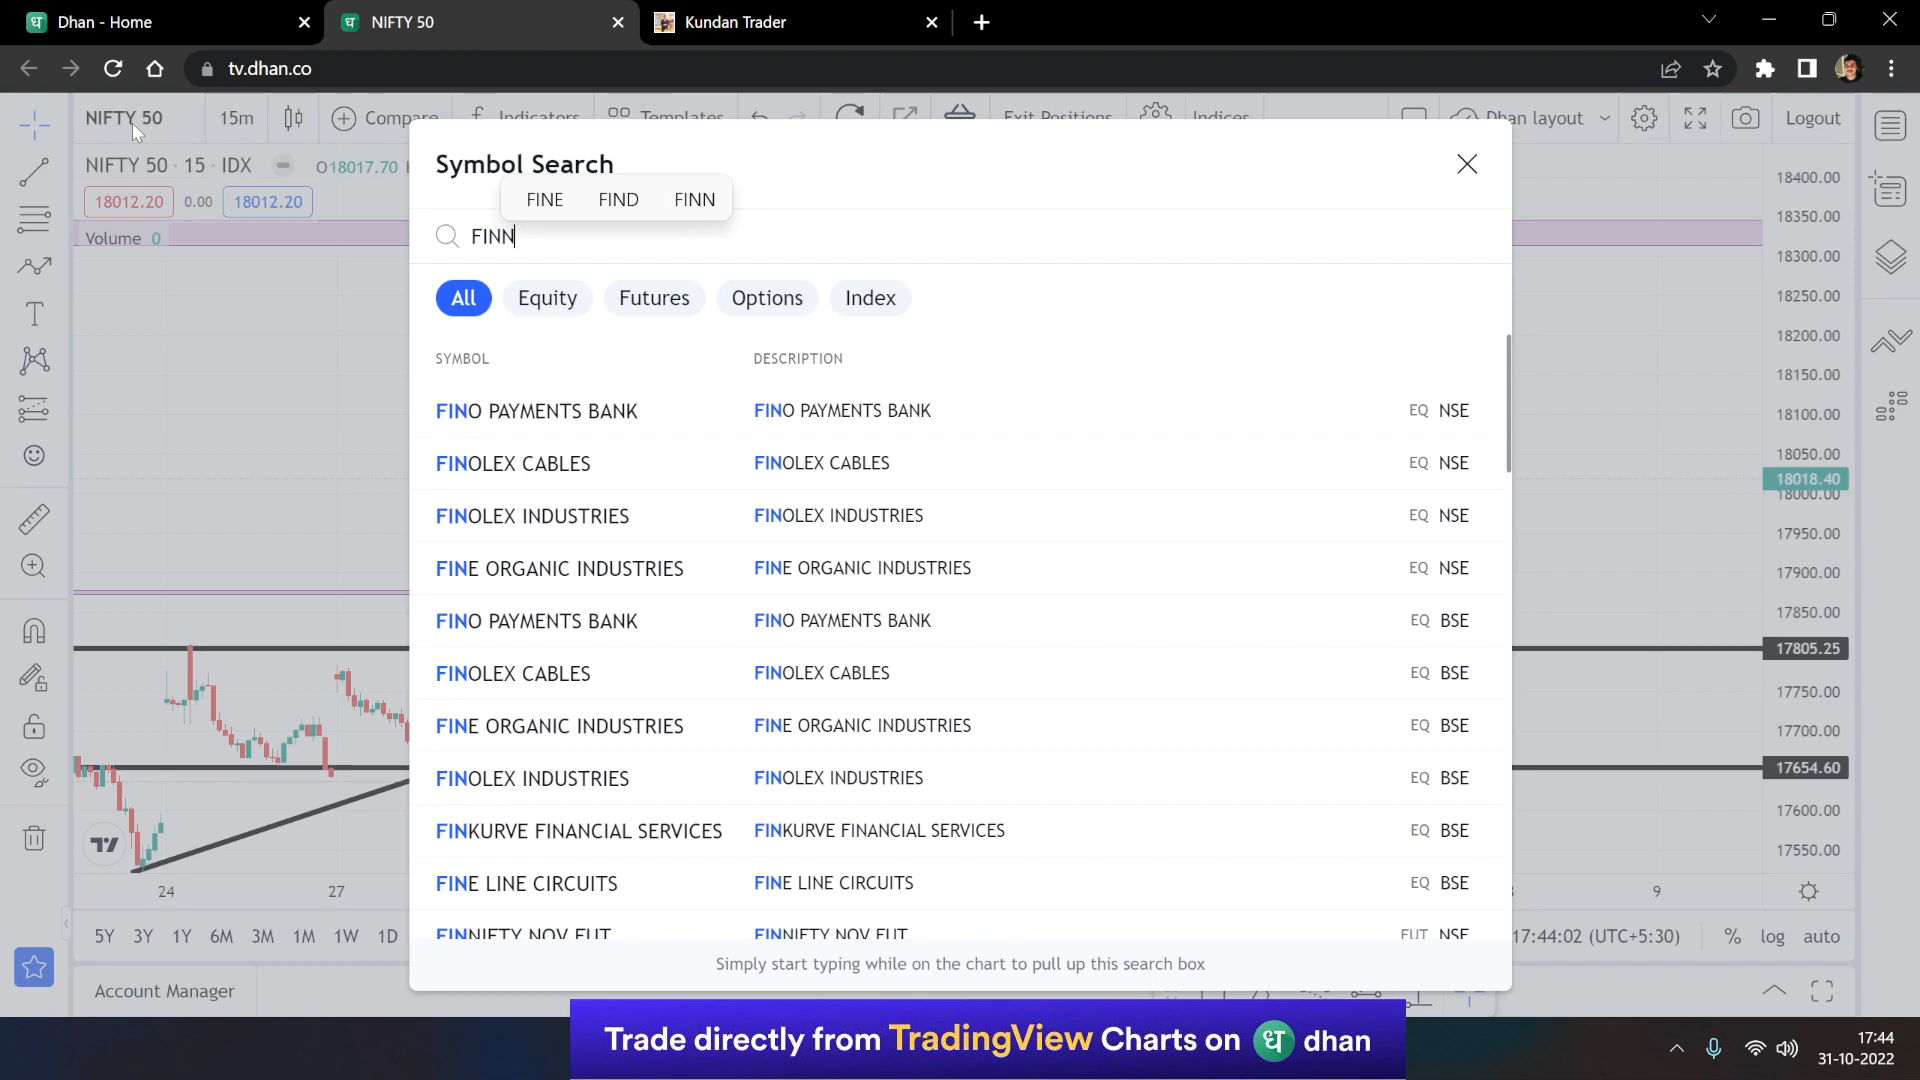 Dhan - Home
NIFTY 50
Kundan Trader
tv.dhan.co
NIFTY 50
15m
Compare
Indicators
Templates
Exit Positions
Indices
Dhan layout
Logout
NIFTY 50 · 15 · IDX
O18017.70
18012.20
0.00
18012.20
Volume 0
Symbol Search
FINE FIND FINN
FINN
All
Equity
Futures
Options
Index
SYMBOL DESCRIPTION
FINO PAYMENTS BANK FINO PAYMENTS BANK EQ NSE
FINOLEX CABLES FINOLEX CABLES EQ NSE
FINOLEX INDUSTRIES FINOLEX INDUSTRIES EQ NSE
FINE ORGANIC INDUSTRIES FINE ORGANIC INDUSTRIES EQ NSE
FINO PAYMENTS BANK FINO PAYMENTS BANK EQ BSE
FINOLEX CABLES FINOLEX CABLES EQ BSE
FINE ORGANIC INDUSTRIES FINE ORGANIC INDUSTRIES EQ BSE
FINOLEX INDUSTRIES FINOLEX INDUSTRIES EQ BSE
FINKURVE FINANCIAL SERVICES FINKURVE FINANCIAL SERVICES EQ BSE
FINE LINE CIRCUITS FINE LINE CIRCUITS EQ BSE
FINNIFTY NOV FUT FINNIFTY NOV FUT FUT NSE
Simply start typing while on the chart to pull up this search box
18400.00
18350.00
18300.00
18250.00
18200.00
18150.00
18100.00
18050.00
18018.40
18000.00
17950.00
17900.00
17850.00
17805.25
17750.00
17700.00
17654.60
17600.00
17550.00
24 27 9
5Y 3Y 1Y 6M 3M 1M 1W 1D
17:44:02 (UTC+5:30) % log auto
Account Manager
Trade directly from TradingView Charts on ध dhan
17:44
31-10-2022